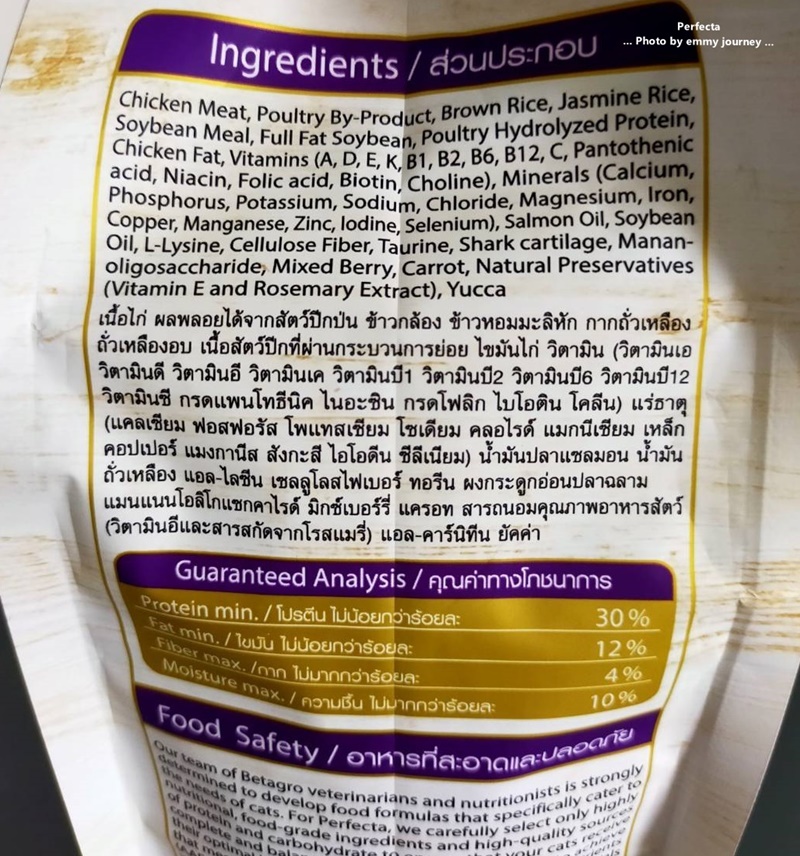 Perfecta
... Photo by emmy journey ...
Ingredients / ส่วนประกอบ
Chicken Meat, Poultry By-Product, Brown Rice, Jasmine Rice,
Soybean Meal, Full Fat Soybean, Poultry Hydrolyzed Protein,
Chicken Fat, Vitamins (A, D, E, K, B1, B2, B6, B12, C, Pantothenic
acid, Niacin, Folic acid, Biotin, Choline), Minerals (Calcium,
Phosphorus, Potassium, Sodium, Chloride, Magnesium, Iron,
Copper, Manganese, Zinc, Iodine, Selenium), Salmon Oil, Soybean
Oil, L-Lysine, Cellulose Fiber, Taurine, Shark cartilage, Manan-
oligosaccharide, Mixed Berry, Carrot, Natural Preservatives
(Vitamin E and Rosemary Extract), Yucca
เนื้อไก่ ผลพลอยได้จากสัตว์ปีกป่น ข้าวกล้อง ข้าวหอมมะลิหัก กากถั่วเหลือง
ถั่วเหลืองอบ เนื้อสัตว์ปีกที่ผ่านกระบวนการย่อย ไขมันไก่ วิตามิน (วิตามินเอ
วิตามินดี วิตามินอี วิตามินเค วิตามินบี1 วิตามินบี2 วิตามินบี6 วิตามินบี12
วิตามินซี กรดแพนโทธีนิค ไนอะซิน กรดโฟลิก ไบโอติน โคลีน) แร่ธาตุ
(แคลเซียม ฟอสฟอรัส โพแทสเซียม โซเดียม คลอไรด์ แมกนีเซียม เหล็ก
คอปเปอร์ แมงกานีส สังกะสี ไอโอดีน ซีลีเนียม) น้ำมันปลาแซลมอน น้ำมัน
ถั่วเหลือง แอล-ไลซีน เซลลูโลสไฟเบอร์ ทอรีน ผงกระดูกอ่อนปลาฉลาม
แมนแนนโอลิโกแซกคาไรด์ มิกซ์เบอร์รี่ แครอท สารถนอมคุณภาพอาหารสัตว์
(วิตามินอีและสารสกัดจากโรสแมรี่) แอล-คาร์นิทีน ยัคค่า
Guaranteed Analysis / คุณค่าทางโภชนาการ
Protein min. / โปรตีน ไม่น้อยกว่าร้อยละ 30 %
Fat min. / ไขมัน ไม่น้อยกว่าร้อยละ 12 %
Fiber max. /กาก ไม่มากกว่าร้อยละ 4 %
Moisture max. / ความชื้น ไม่มากกว่าร้อยละ 10 %
Food Safety / อาหารที่สะอาดและปลอดภัย
Our team of Betagro veterinarians and nutritionists is strongly
determined to develop food formulas that specifically cater to
the needs of cats. For Perfecta, we carefully select only highly
nutritional, food-grade ingredients and high-quality sources
of protein and carbohydrate to that your cats receive
complete and bala
their optimal
that me